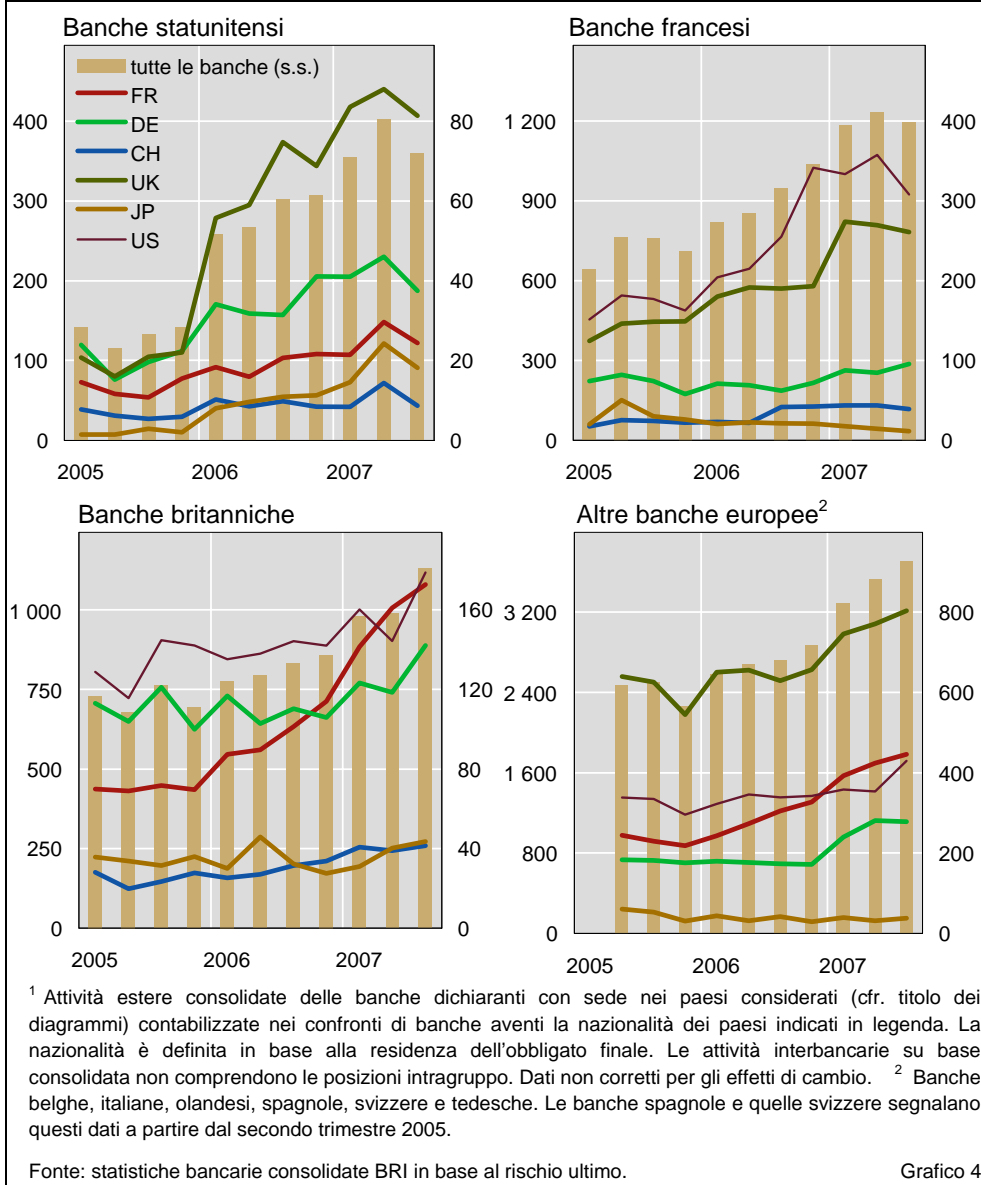 Banche statunitensi
tutte le banche (s.s.)
FR
DE
CH
UK
JP
US
400
300
200
100
0
80
60
40
20
0
2005 2006 2007
Banche francesi
1 200
900
600
300
0
400
300
200
100
0
2005 2006 2007
Banche britanniche
1 000
750
500
250
0
160
120
80
40
0
2005 2006 2007
Altre banche europee²
3 200
2 400
1 600
800
0
800
600
400
200
0
2005 2006 2007
¹ Attività estere consolidate delle banche dichiaranti con sede nei paesi considerati (cfr. titolo dei
diagrammi) contabilizzate nei confronti di banche aventi la nazionalità dei paesi indicati in legenda. La
nazionalità è definita in base alla residenza dell'obbligato finale. Le attività interbancarie su base
consolidata non comprendono le posizioni intragruppo. Dati non corretti per gli effetti di cambio. ² Banche
belghe, italiane, olandesi, spagnole, svizzere e tedesche. Le banche spagnole e quelle svizzere segnalano
questi dati a partire dal secondo trimestre 2005.
Fonte: statistiche bancarie consolidate BRI in base al rischio ultimo. Grafico 4